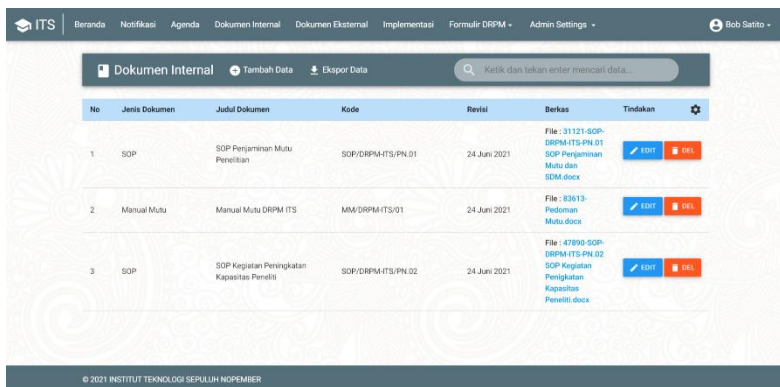 ITS Beranda Notifikasi Agenda Dokumen Internal Dokumen Eksternal Implementasi Formulir DRPM Admin Settings Bob Satito
Dokumen Internal Tambah Data Ekspor Data Ketik dan tekan enter mencari data...
No Jenis Dokumen Judul Dokumen Kode Revisi Berkas Tindakan
1 SOP SOP Penjaminan Mutu Penelitian SOP/DRPM-ITS/PN.01 24 Juni 2021 File : 31121-SOP-
DRPM-ITS-PN.01
SOP Penjaminan
Mutu dan
SDM.docx
EDIT DEL
2 Manual Mutu Manual Mutu DRPM ITS MM/DRPM-ITS/01 24 Juni 2021 File : 83613-
Pedoman
Mutu.docx
EDIT DEL
3 SOP SOP Kegiatan Peningkatan Kapasitas Peneliti SOP/DRPM-ITS/PN.02 24 Juni 2021 File : 47890-SOP-
DRPM-ITS-PN.02
SOP Kegiatan
Penigkatan
Kapasitas
Peneliti.docx
EDIT DEL
© 2021 INSTITUT TEKNOLOGI SEPULUH NOPEMBER